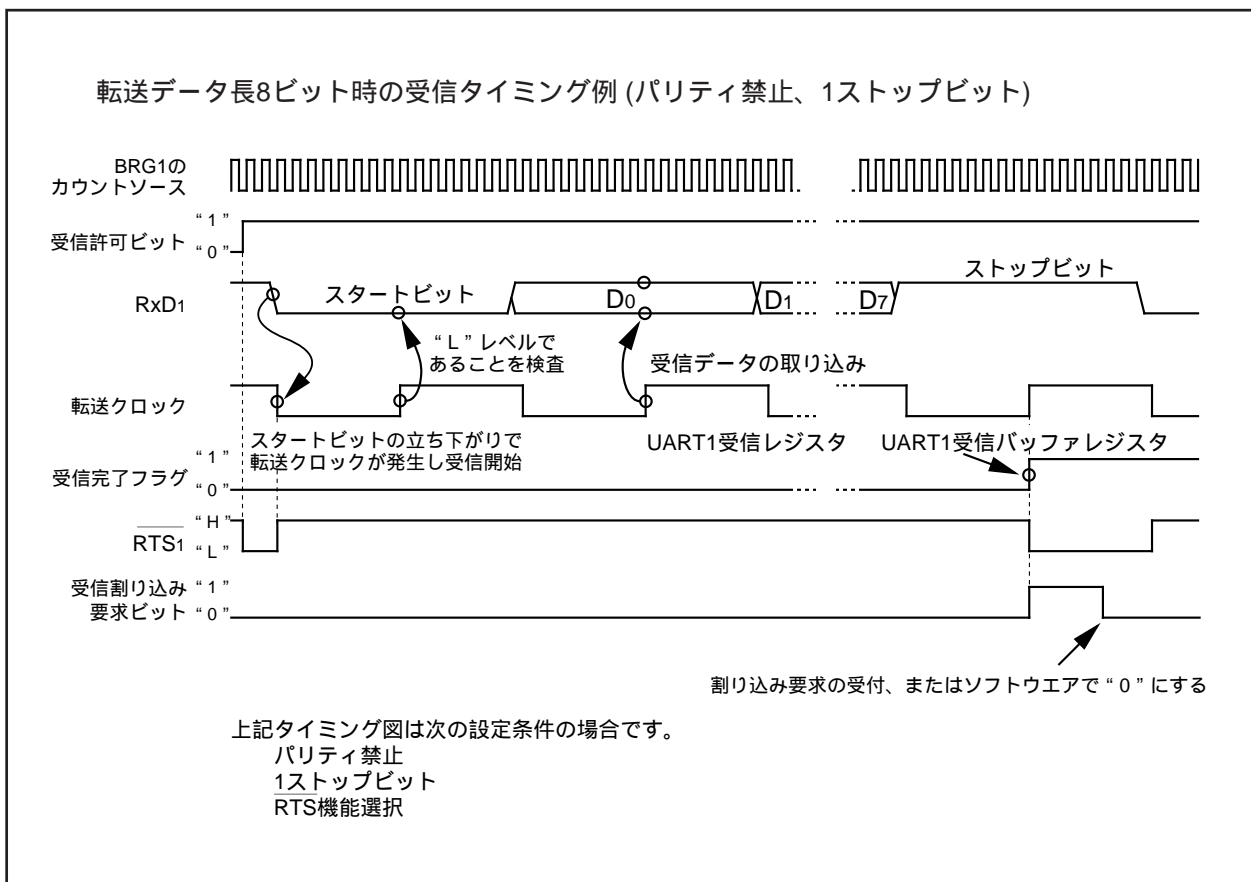 転送データ長8ビット時の受信タイミング例 (パリティ禁止、1ストップビット)
BRG1の
カウントソース
受信許可ビット
“ 1 ”
“ 0 ”
RxD1
スタートビット
D0
D1
D7
ストップビット
“ L ” レベルで
あることを検査
受信データの取り込み
転送クロック
スタートビットの立ち下がりで
転送クロックが発生し受信開始
UART1受信レジスタ
UART1受信バッファレジスタ
受信完了フラグ
“ 1 ”
“ 0 ”
RTS1
“ H ”
“ L ”
受信割り込み
要求ビット
“ 1 ”
“ 0 ”
割り込み要求の受付、またはソフトウエアで “ 0 ” にする
上記タイミング図は次の設定条件の場合です。
パリティ禁止
1ストップビット
RTS機能選択